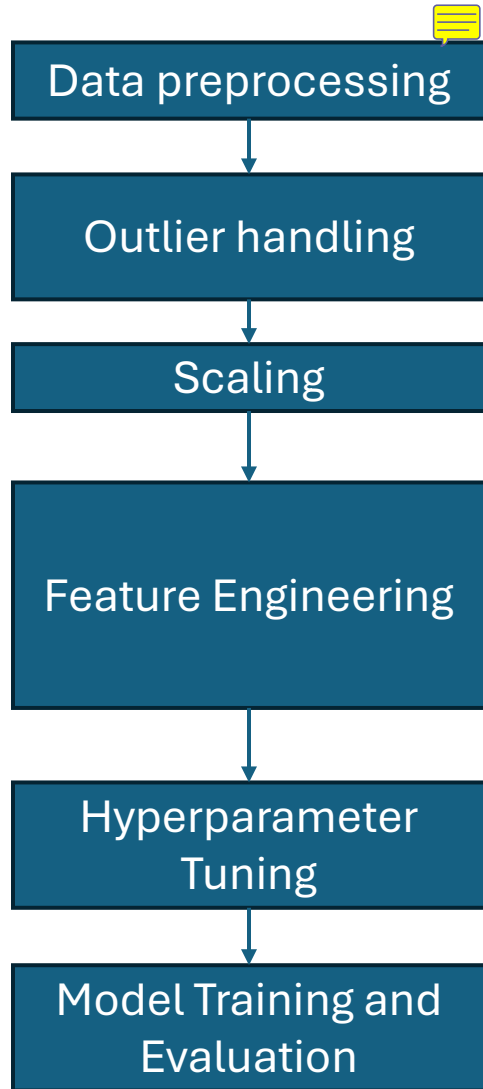 Data preprocessing
Outlier handling
Scaling
Feature Engineering
Hyperparameter
Tuning
Model Training and
Evaluation